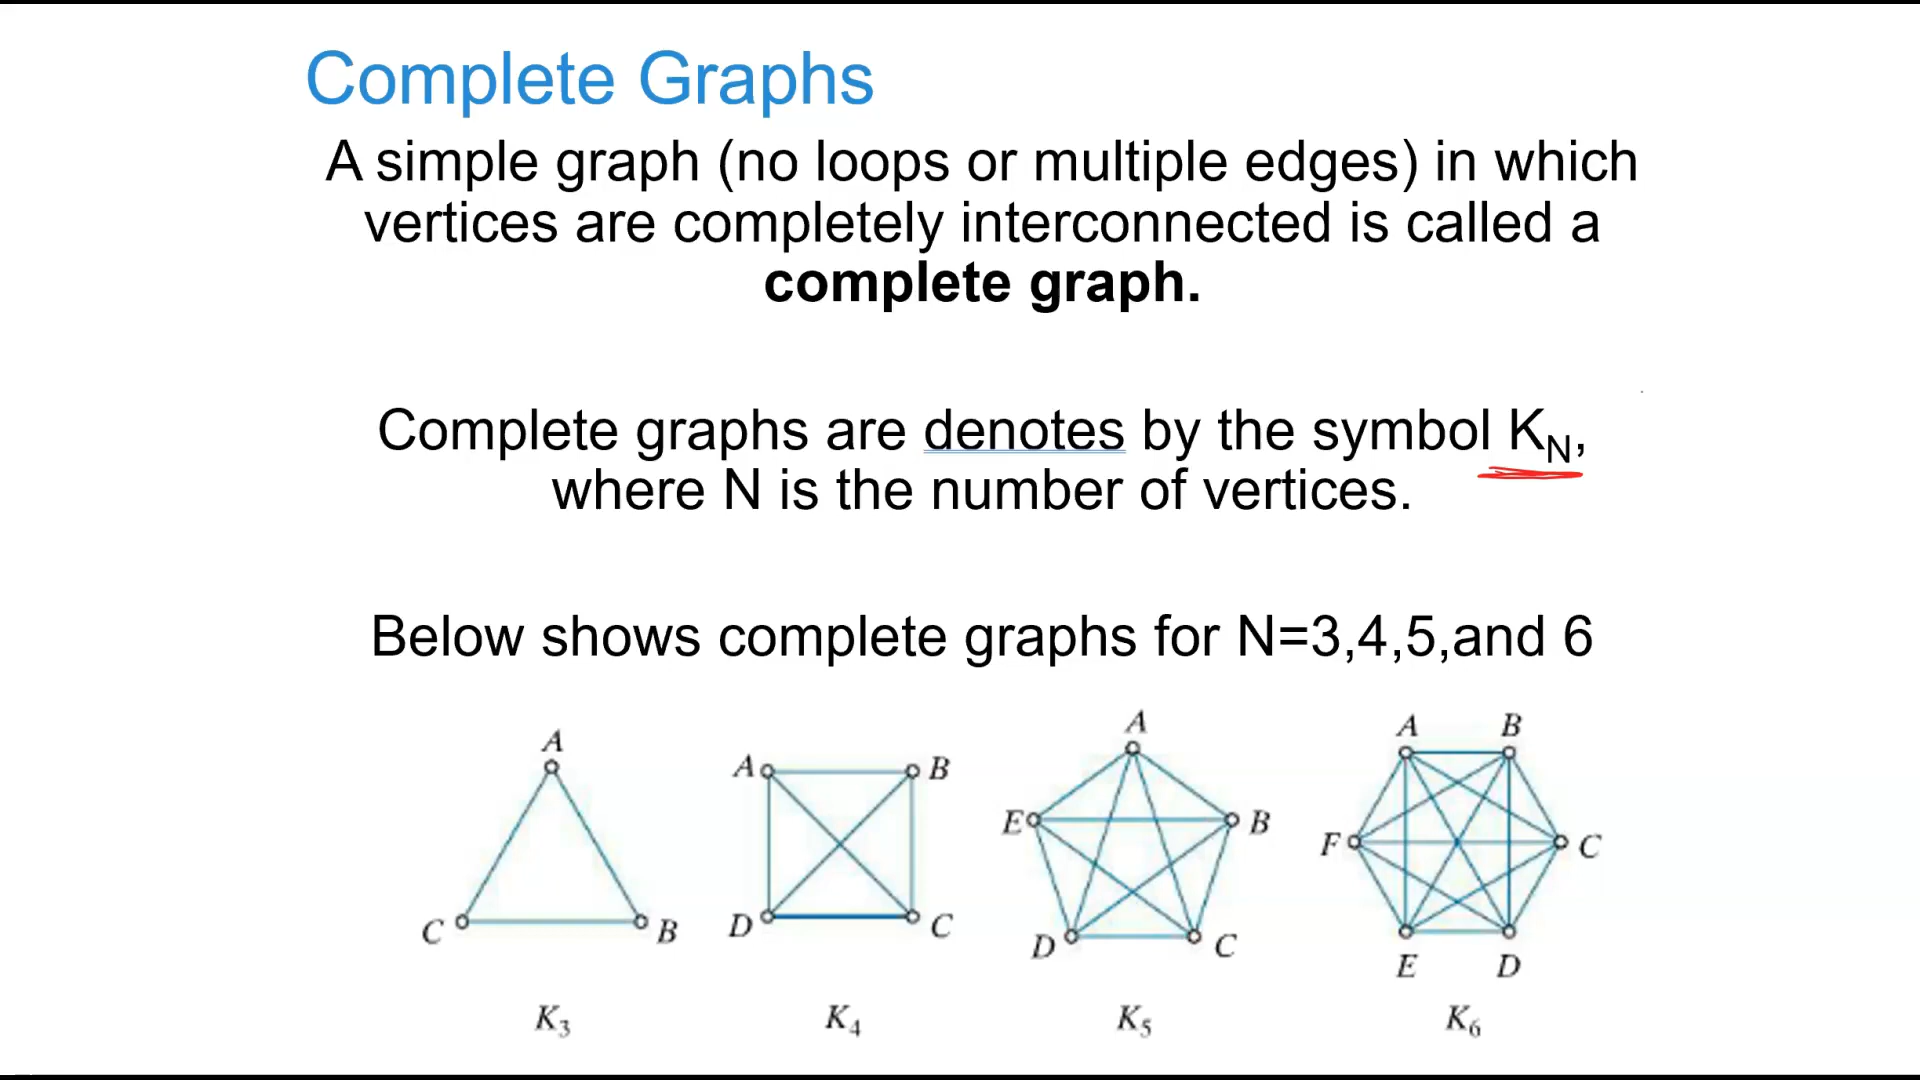 Complete Graphs
A simple graph (no loops or multiple edges) in which
vertices are completely interconnected is called a
complete graph.
Complete graphs are denotes by the symbol K_N,
where N is the number of vertices.
Below shows complete graphs for N=3,4,5,and 6
A
C
B
K₃
A
B
D
C
K₄
A
E
B
D
C
K₅
A
B
F
C
E
D
K₆